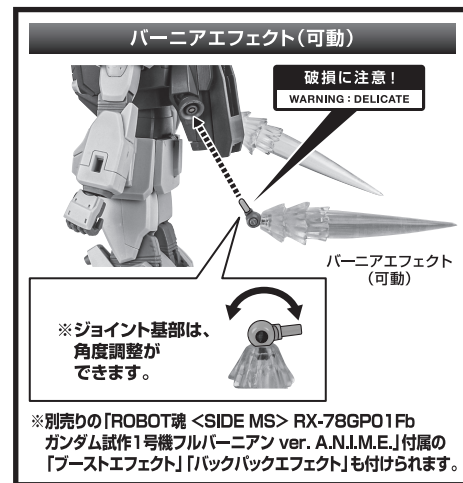 バーニアエフェクト(可動)
破損に注意！
WARNING : DELICATE
バーニアエフェクト
(可動)
※ジョイント基部は、
角度調整が
できます。
※別売りの「ROBOT魂 <SIDE MS> RX-78GP01Fb
ガンダム試作1号機フルバーニアン ver. A.N.I.M.E.」付属の
「ブーストエフェクト」「バックパックエフェクト」も付けられます。